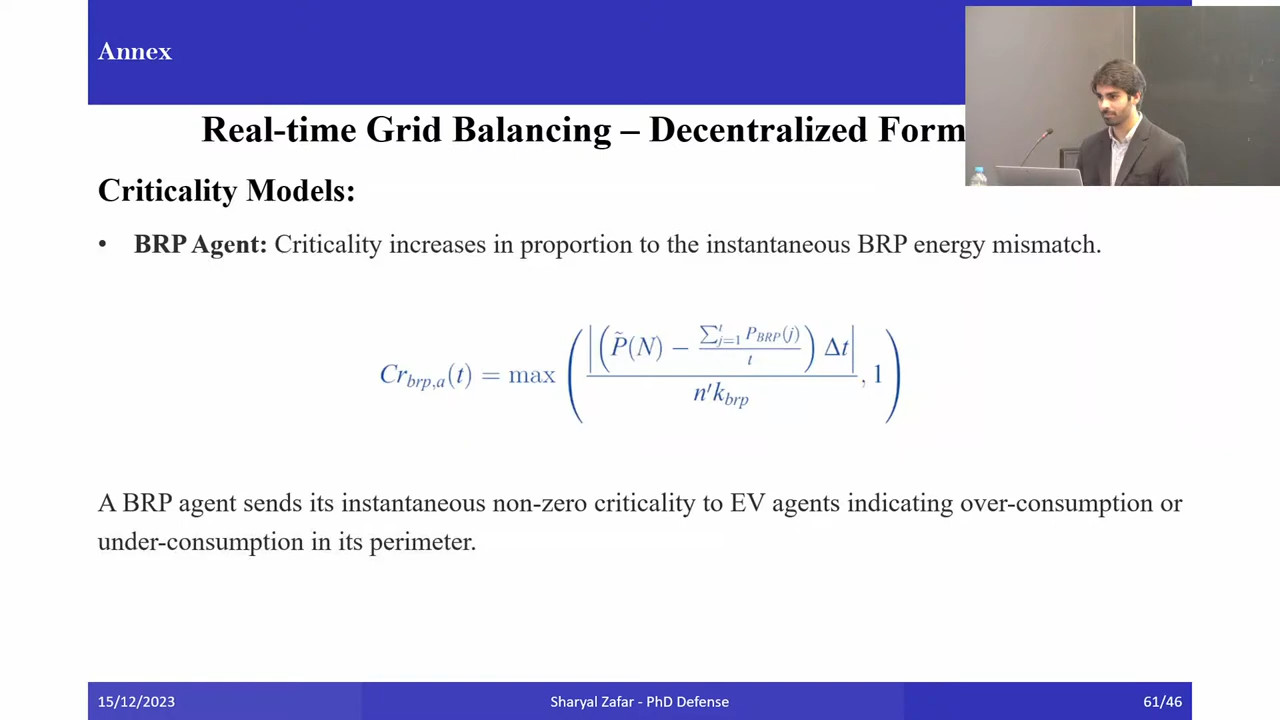 Annex
Real-time Grid Balancing – Decentralized Form
Criticality Models:
• BRP Agent: Criticality increases in proportion to the instantaneous BRP energy mismatch.
Cr_{brp,a}(t) = max( |( P̃(N) − \frac{∑_{j=1}^{t} P_{BRP}(j)}{t} ) Δt| / n′k_{brp} , 1 )
A BRP agent sends its instantaneous non-zero criticality to EV agents indicating over-consumption or
under-consumption in its perimeter.
15/12/2023
Sharyal Zafar - PhD Defense
61/46